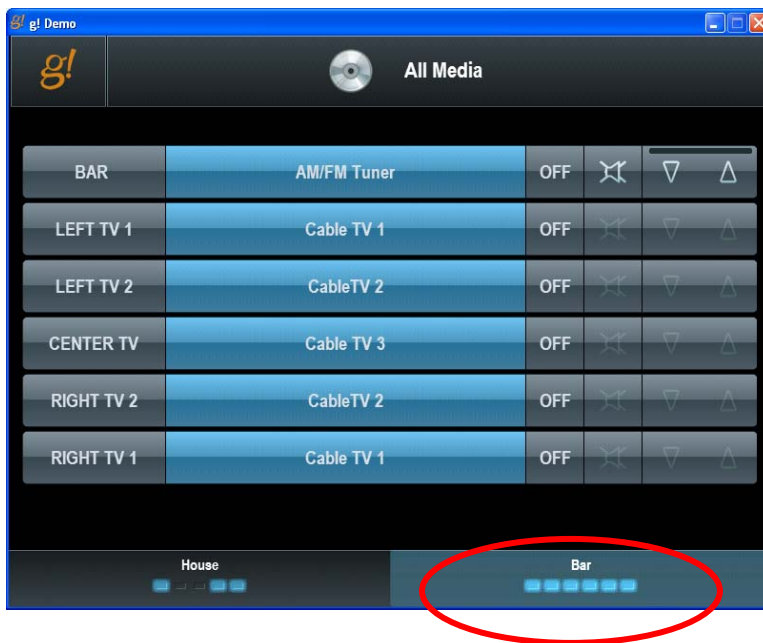 g! g! Demo
g! All Media
BAR AM/FM Tuner OFF
LEFT TV 1 Cable TV 1 OFF
LEFT TV 2 CableTV 2 OFF
CENTER TV Cable TV 3 OFF
RIGHT TV 2 CableTV 2 OFF
RIGHT TV 1 Cable TV 1 OFF
House Bar